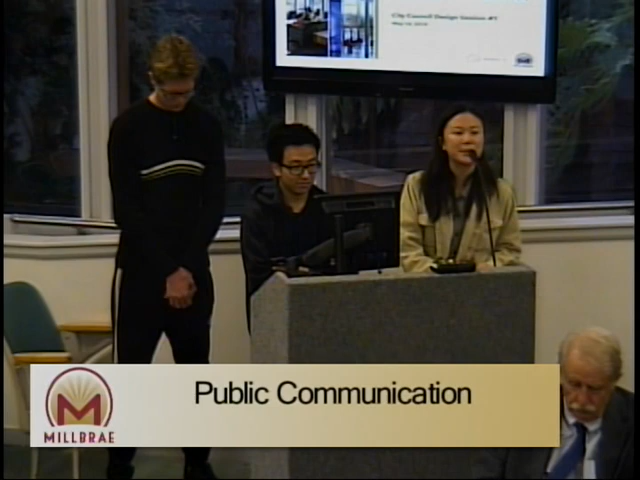 City Council Design Session #1
Public Communication
M
MILLBRAE